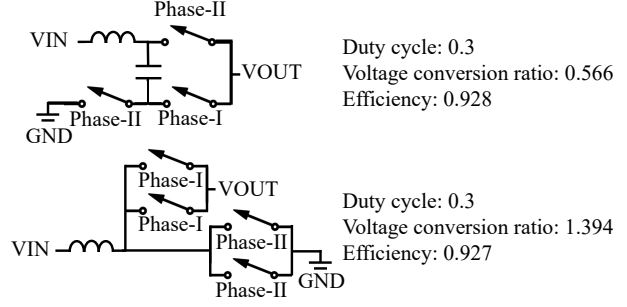 Phase-II
VIN
VOUT
Phase-II
Phase-I
GND
Duty cycle: 0.3
Voltage conversion ratio: 0.566
Efficiency: 0.928
Phase-I
VOUT
Phase-I
VIN
Phase-II
Phase-II
GND
Duty cycle: 0.3
Voltage conversion ratio: 1.394
Efficiency: 0.927